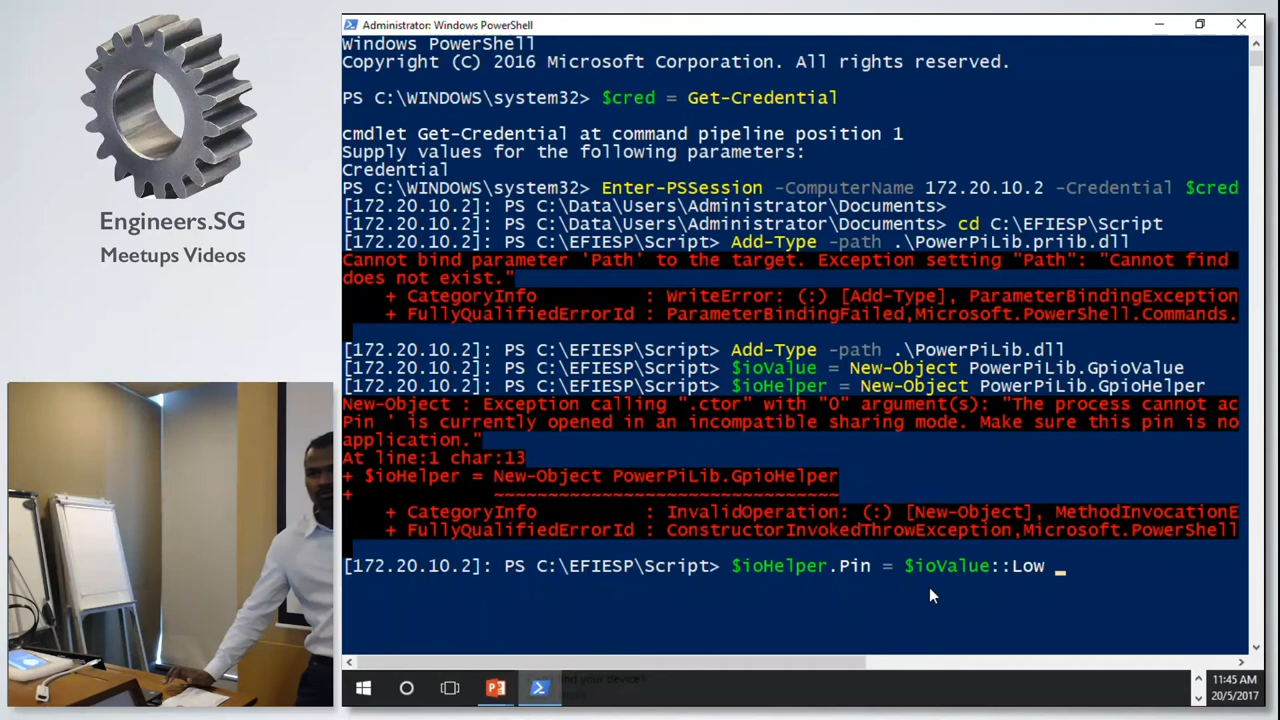 Engineers.SG
Meetups Videos
Administrator: Windows PowerShell
Windows PowerShell
Copyright (C) 2016 Microsoft Corporation. All rights reserved.
PS C:\WINDOWS\system32> $cred = Get-Credential
cmdlet Get-Credential at command pipeline position 1
Supply values for the following parameters:
Credential
PS C:\WINDOWS\system32> Enter-PSSession -ComputerName 172.20.10.2 -Credential $cred
[172.20.10.2]: PS C:\Data\Users\Administrator\Documents>
[172.20.10.2]: PS C:\Data\Users\Administrator\Documents> cd C:\EFIESP\Script
[172.20.10.2]: PS C:\EFIESP\Script> Add-Type -path .\PowerPiLib.priib.dll
Cannot bind parameter 'Path' to the target. Exception setting "Path": "Cannot find
does not exist."
+ CategoryInfo : WriteError: (:) [Add-Type], ParameterBindingException
+ FullyQualifiedErrorId : ParameterBindingFailed,Microsoft.PowerShell.Commands.
[172.20.10.2]: PS C:\EFIESP\Script> Add-Type -path .\PowerPiLib.dll
[172.20.10.2]: PS C:\EFIESP\Script> $ioValue = New-Object PowerPiLib.GpioValue
[172.20.10.2]: PS C:\EFIESP\Script> $ioHelper = New-Object PowerPiLib.GpioHelper
New-Object : Exception calling ".ctor" with "0" argument(s): "The process cannot ac
Pin ' is currently opened in an incompatible sharing mode. Make sure this pin is no
application."
At line:1 char:13
+ $ioHelper = New-Object PowerPiLib.GpioHelper
+ ~~~~~~~~~~~~~~~~~~~~~~~~~~~~~~~~
+ CategoryInfo : InvalidOperation: (:) [New-Object], MethodInvocationE
+ FullyQualifiedErrorId : ConstructorInvokedThrowException,Microsoft.PowerShell
[172.20.10.2]: PS C:\EFIESP\Script> $ioHelper.Pin = $ioValue::Low _
11:45 AM
20/5/2017